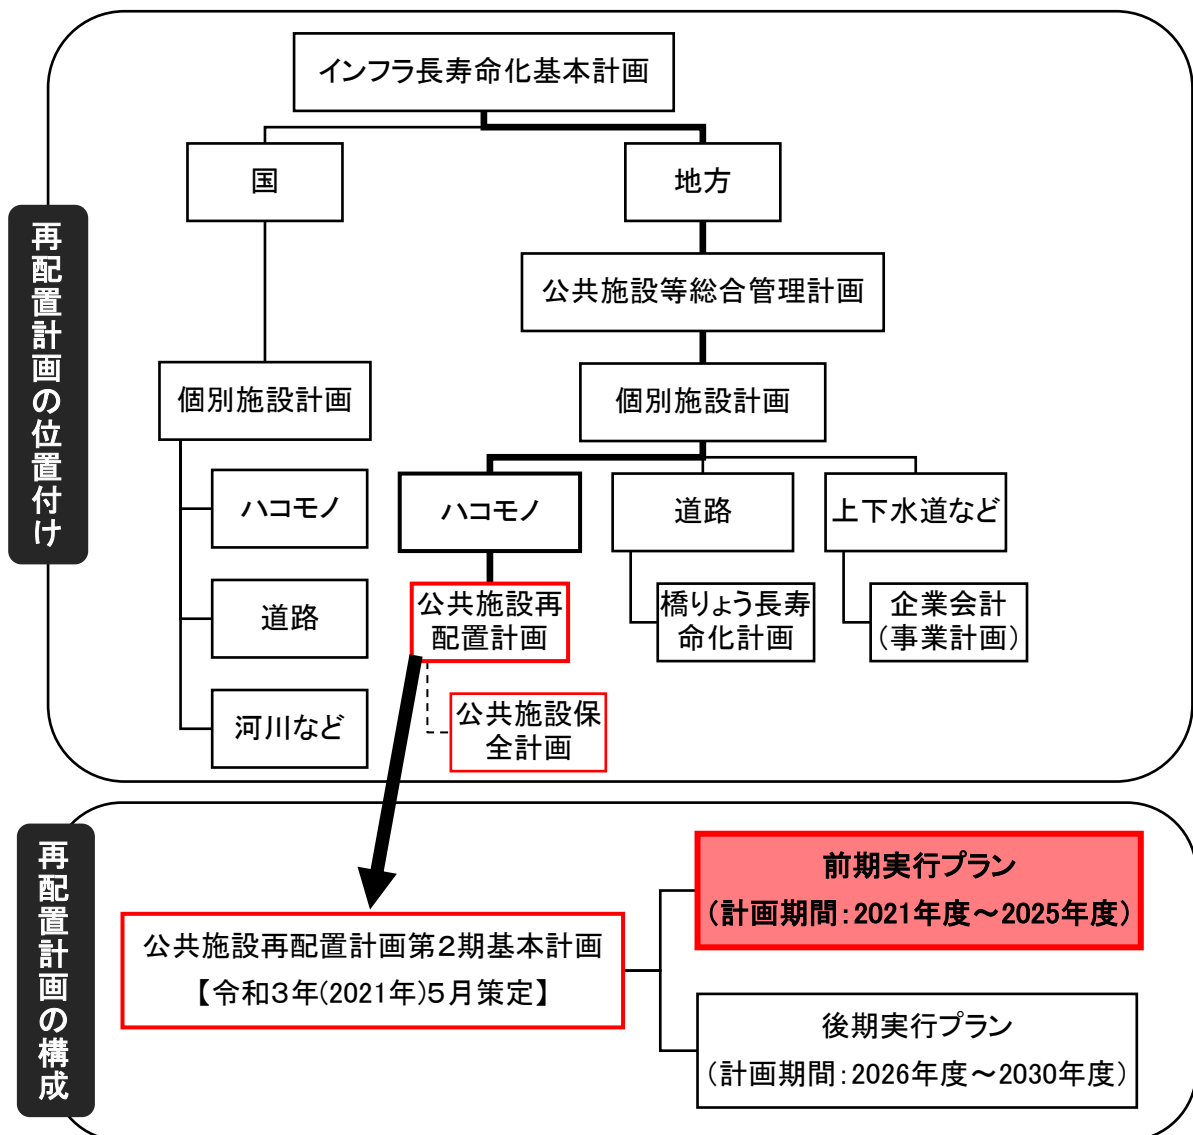 再配置計画の位置付け
インフラ長寿命化基本計画
国
地方
公共施設等総合管理計画
個別施設計画
個別施設計画
ハコモノ
道路
河川など
ハコモノ
道路
上下水道など
公共施設再
配置計画
橋りょう長寿
命化計画
企業会計
(事業計画)
公共施設保
全計画
再配置計画の構成
公共施設再配置計画第2期基本計画
【令和3年(2021年)5月策定】
前期実行プラン
(計画期間:2021年度～2025年度)
後期実行プラン
(計画期間:2026年度～2030年度)